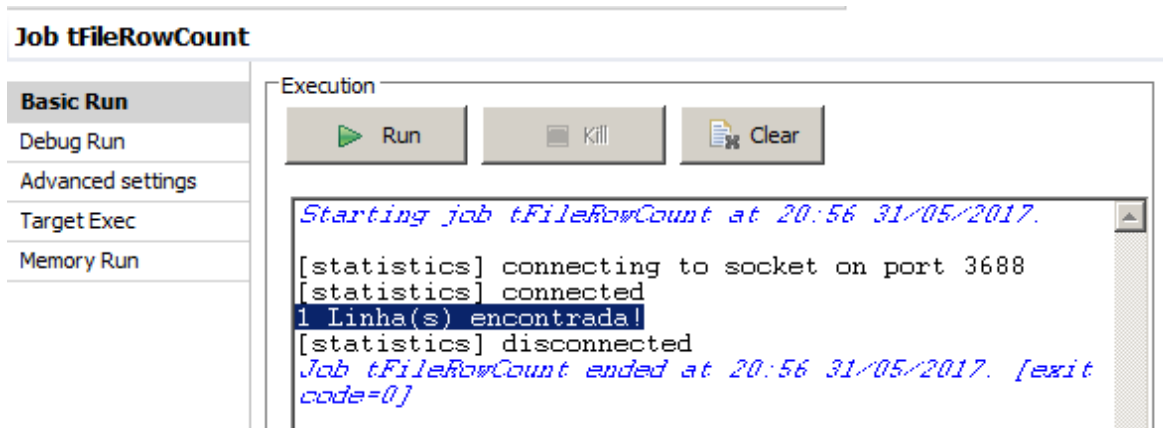 Job tFileRowCount
Basic Run
Debug Run
Advanced settings
Target Exec
Memory Run
Execution
Run
Kill
Clear
Starting job tFileRowCount at 20:56 31/05/2017.
[statistics] connecting to socket on port 3688
[statistics] connected
1 Linha(s) encontrada!
[statistics] disconnected
Job tFileRowCount ended at 20:56 31/05/2017. [exit
code=0]